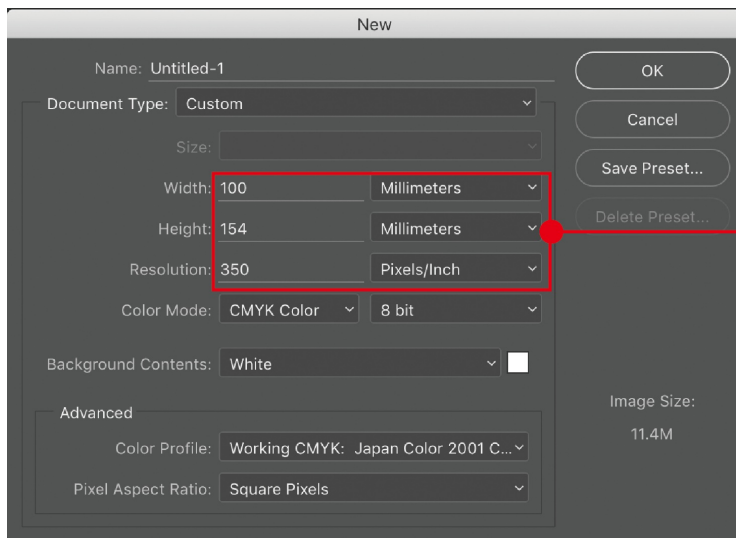 New
Name: Untitled-1
OK
Document Type: Custom
Cancel
Size:
Save Preset...
Width: 100 Millimeters
Delete Preset...
Height: 154 Millimeters
Resolution: 350 Pixels/Inch
Color Mode: CMYK Color 8 bit
Background Contents: White
Image Size:
11.4M
Advanced
Color Profile: Working CMYK: Japan Color 2001 C...
Pixel Aspect Ratio: Square Pixels